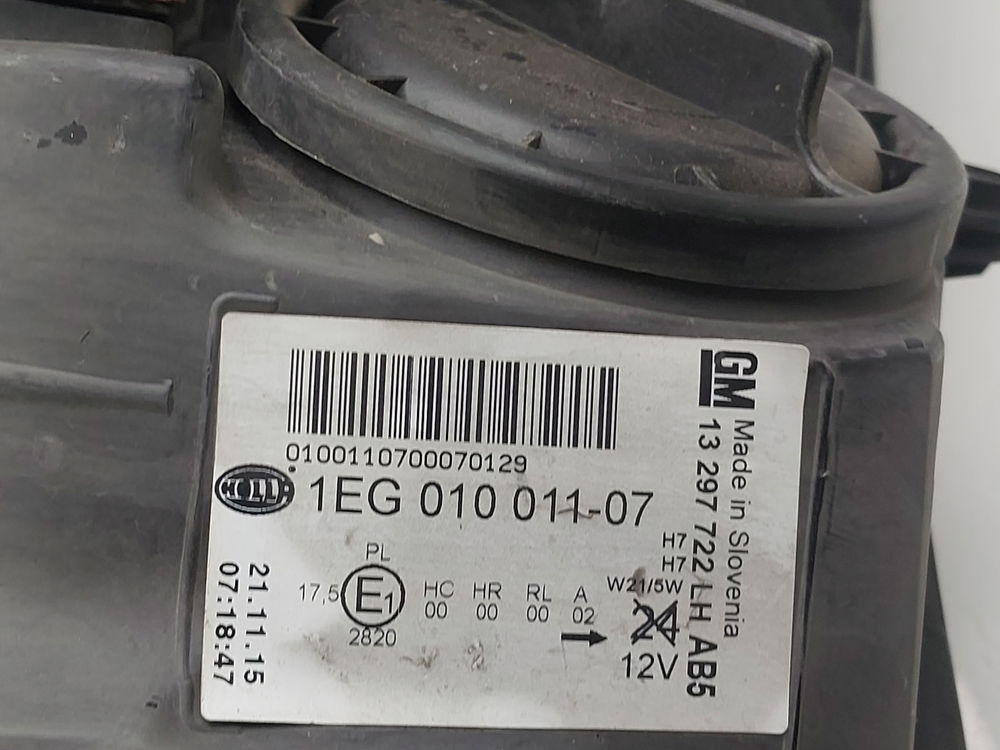 0100110700070129
HELLA 1EG 010 011-07
PL
17,5 E1
2820
HC HR RL A
00 00 00 02
H7
H7
W21/5W
24
12V
21.11.15
07:18:47
GM
Made in Slovenia
13 297 722 LH AB5